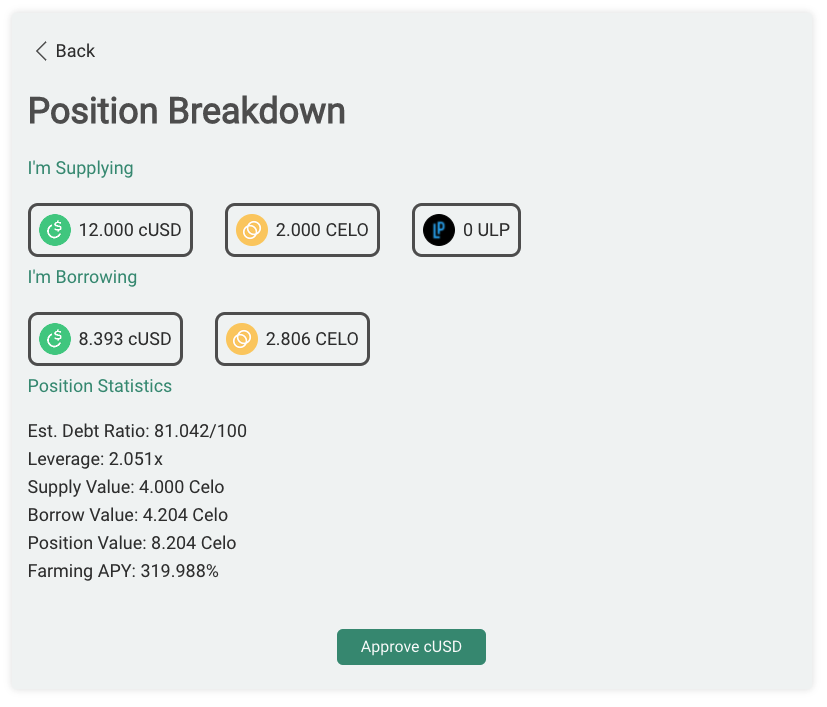 Back
Position Breakdown
I'm Supplying
12.000 cUSD 2.000 CELO LP 0 ULP
I'm Borrowing
8.393 cUSD 2.806 CELO
Position Statistics
Est. Debt Ratio: 81.042/100
Leverage: 2.051x
Supply Value: 4.000 Celo
Borrow Value: 4.204 Celo
Position Value: 8.204 Celo
Farming APY: 319.988%
Approve cUSD